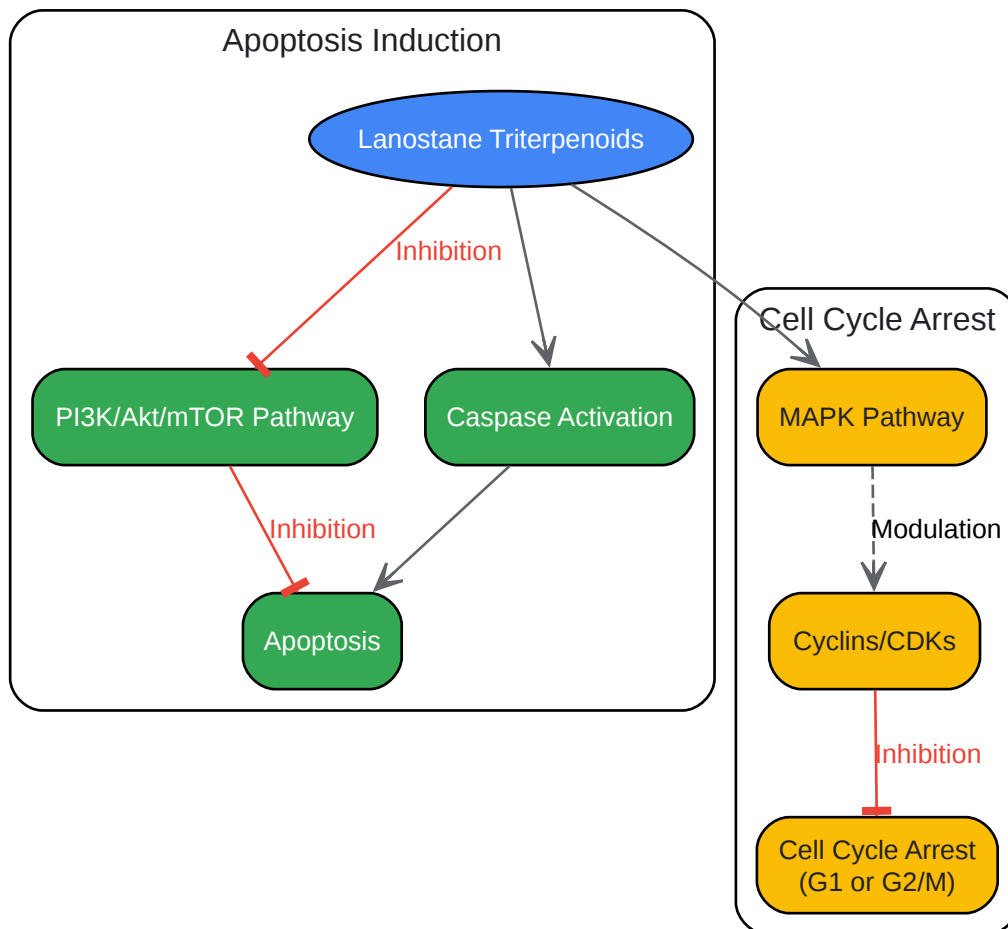 Apoptosis Induction
Lanostane Triterpenoids
Inhibition
Cell Cycle Arrest
PI3K/Akt/mTOR Pathway
Caspase Activation
MAPK Pathway
Inhibition
Modulation
Apoptosis
Cyclins/CDKs
Inhibition
Cell Cycle Arrest
(G1 or G2/M)